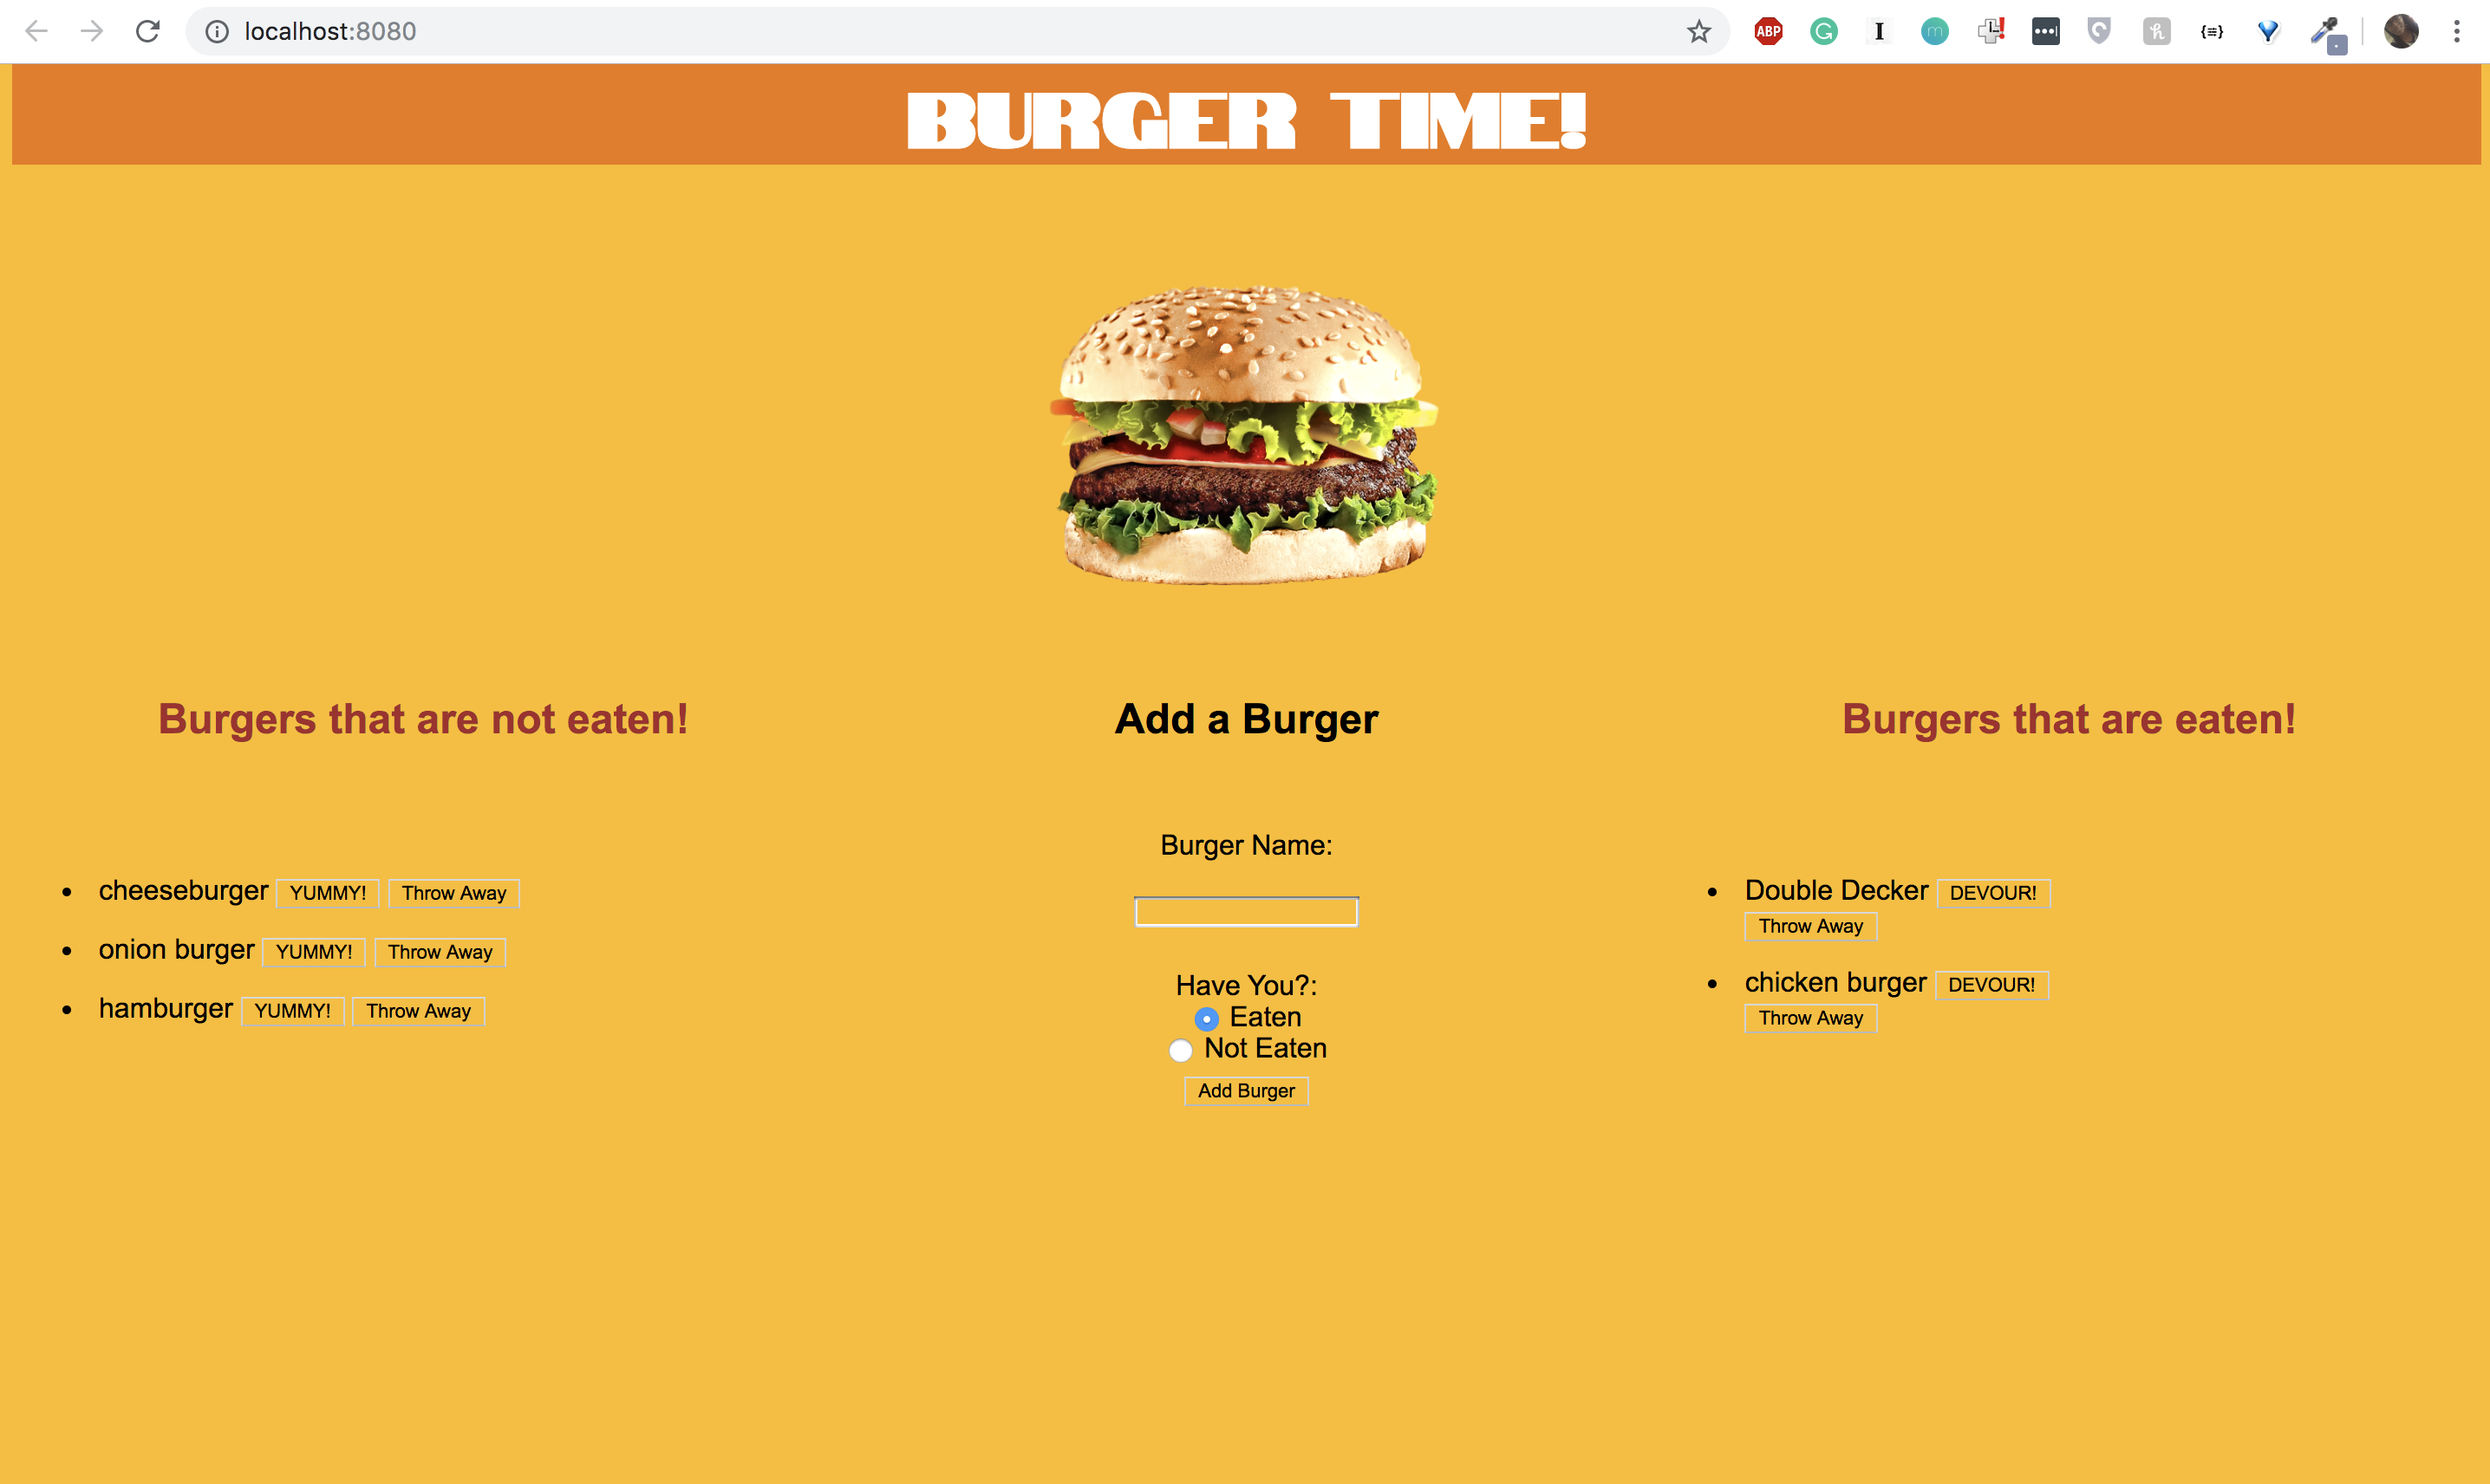 localhost:8080
ABP
BURGER TIME!
Burgers that are not eaten!
cheeseburger YUMMY! Throw Away
onion burger YUMMY! Throw Away
hamburger YUMMY! Throw Away
Add a Burger
Burger Name:
Have You?:
Eaten
Not Eaten
Add Burger
Burgers that are eaten!
Double Decker DEVOUR!
Throw Away
chicken burger DEVOUR!
Throw Away